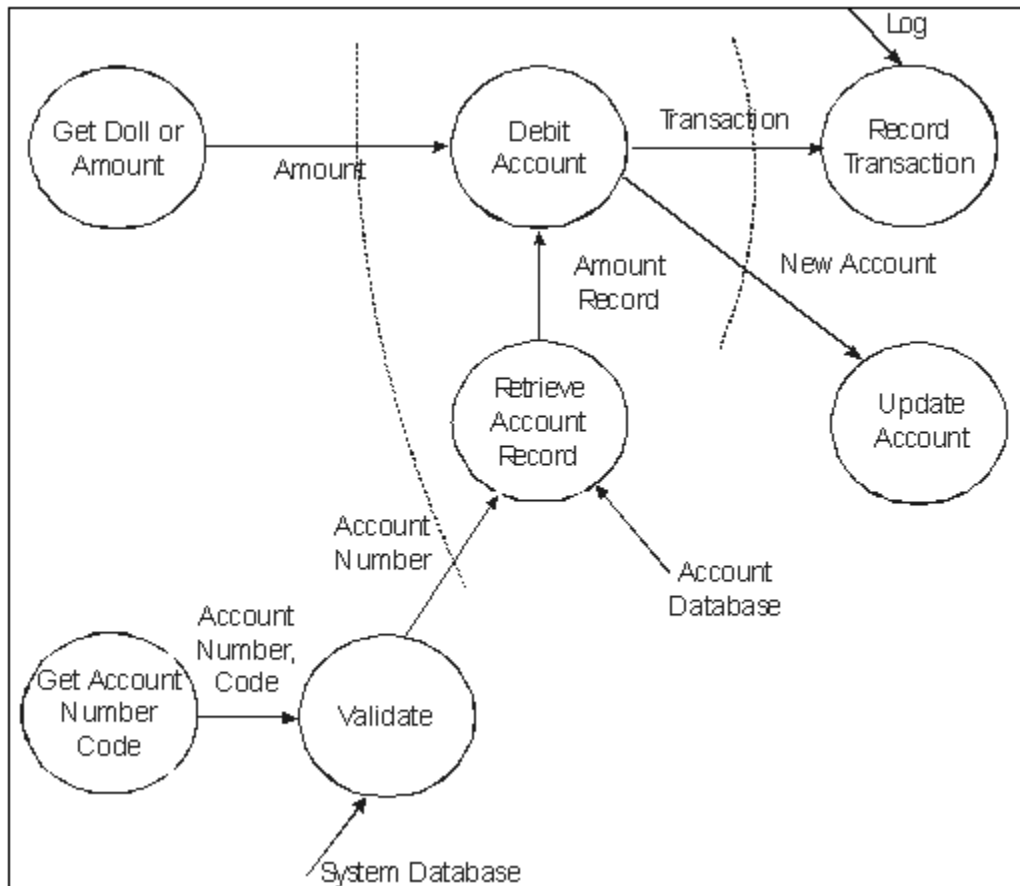 Log
Get Doll or
Amount
Amount
Debit
Account
Transaction
Record
Transaction
Amount
Record
New Account
Retrieve
Account
Record
Update
Account
Account
Number
Account
Database
Account
Number,
Code
Get Account
Number
Code
Validate
System Database